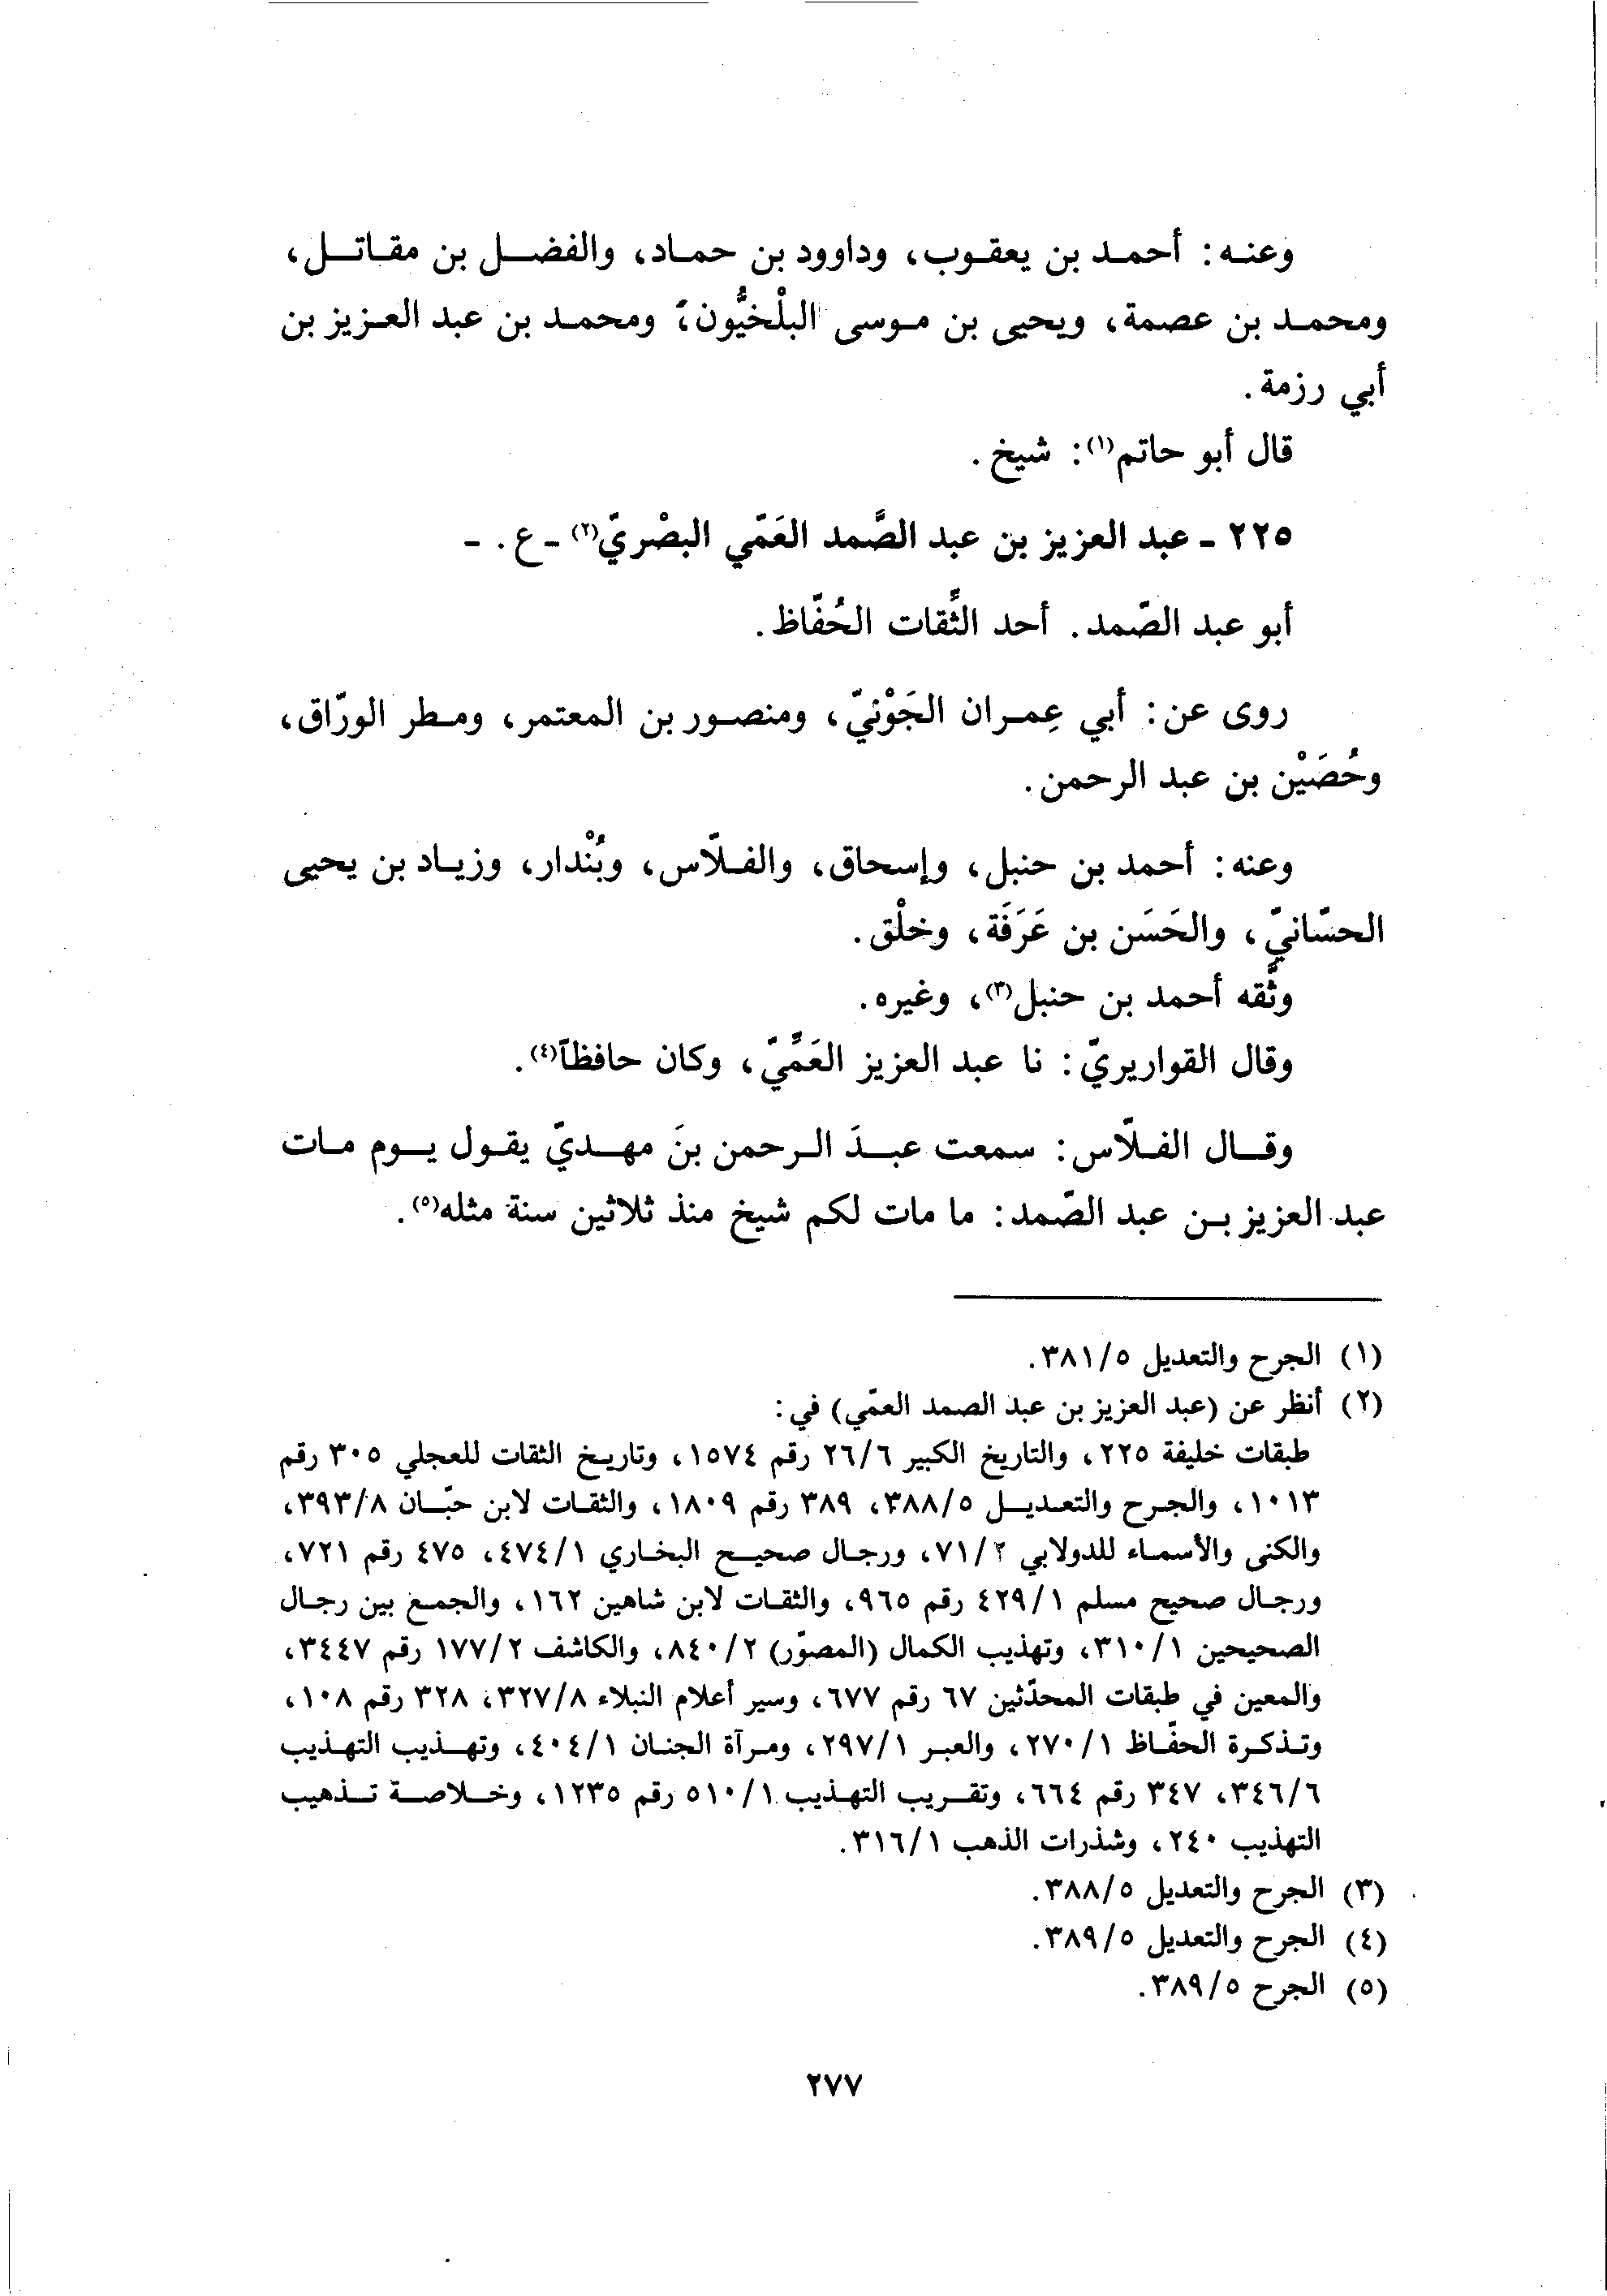 وعنه: أحمد بن يعقوب، وداوود بن حماد، والفضل بن مقاتل،
ومحمد بن عصمة، ويحيى بن موسى البلْخيُّون؛ ومحمد بن عبد العزيز بن
أبي رزمة.
قال أبو حاتم(١): شيخ.
٢٢٥ - عبد العزيز بن عبد الصَّمد العَمّي البصْريّ(٢) - ع. -
أبو عبد الصّمد. أحد الثَّقات الحُفّاظ.
روى عن: أبي عِمران الجَوْنيّ، ومنصور بن المعتمر، ومطر الورّاق،
وحُصَيْن بن عبد الرحمن.
وعنه: أحمد بن حنبل، وإسحاق، والفلّاس، وبُنْدار، وزياد بن يحيى
الحسّانيّ، والحَسَن بن عَرَفَة، وخلْق.
وثَّقه أحمد بن حنبل(٣)، وغيره.
وقال القواريريّ: نا عبد العزيز العَمَّيّ، وكان حافظاً(٤).
وقال الفلّاس: سمعت عبدَ الرحمن بنَ مهديّ يقول يوم مات
عبد العزيز بن عبد الصّمد: ما مات لكم شيخ منذ ثلاثين سنة مثله(٥).
(١) الجرح والتعديل ٣٨١/٥.
(٢) أنظر عن (عبد العزيز بن عبد الصمد العمّي) في:
طبقات خليفة ٢٢٥، والتاريخ الكبير ٢٦/٦ رقم ١٥٧٤، وتاريخ الثقات للعجلي ٣٠٥ رقم
١٠١٣، والجرح والتعديل ٣٨٨/٥، ٣٨٩ رقم ١٨٠٩، والثقات لابن حبّان ٣٩٣/٨،
والكنى والأسماء للدولابي ٧١/٢، ورجال صحيح البخاري ٤٧٤/١، ٤٧٥ رقم ٧٢١،
ورجال صحيح مسلم ٤٢٩/١ رقم ٩٦٥، والثقات لابن شاهين ١٦٢، والجمع بين رجال
الصحيحين ٣١٠/١، وتهذيب الكمال (المصوّر) ٨٤٠/٢، والكاشف ١٧٧/٢ رقم ٣٤٤٧،
والمعين في طبقات المحدّثين ٦٧ رقم ٦٧٧، وسير أعلام النبلاء ٣٢٧/٨، ٣٢٨ رقم ١٠٨،
وتذكرة الحفّاظ ٢٧٠/١، والعبر ٢٩٧/١، ومرآة الجنان ٤٠٤/١، وتهذيب التهذيب
٣٤٦/٦، ٣٤٧ رقم ٦٦٤، وتقريب التهذيب ٥١٠/١ رقم ١٢٣٥، وخلاصة تذهيب
التهذيب ٢٤٠، وشذرات الذهب ٣١٦/١.
(٣) الجرح والتعديل ٣٨٨/٥.
(٤) الجرح والتعديل ٣٨٩/٥.
(٥) الجرح ٣٨٩/٥.
٢٧٧